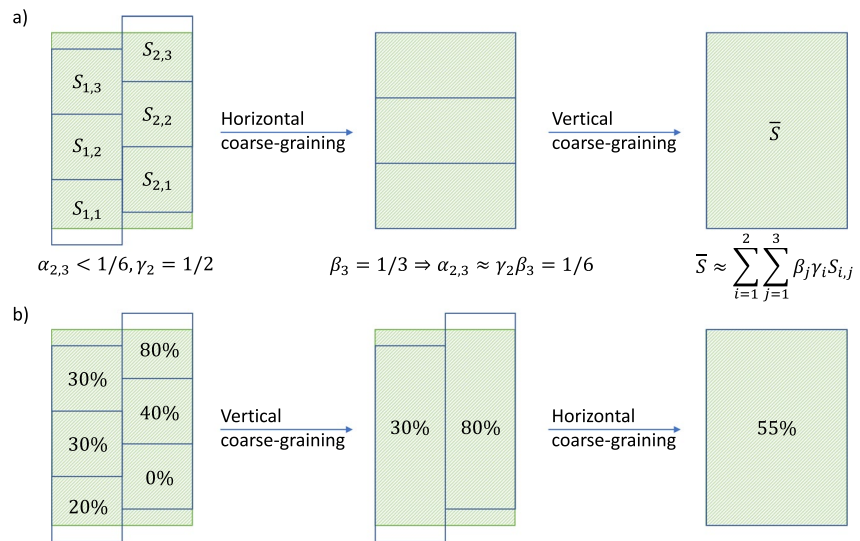 a)
S1,3
S1,2
S1,1
S2,3
S2,2
S2,1
Horizontal
coarse-graining
Vertical
coarse-graining
S̅
α2,3 < 1/6, γ2 = 1/2
β3 = 1/3 ⇒ α2,3 ≈ γ2β3 = 1/6
S̅ ≈ ∑_{i=1}^{2} ∑_{j=1}^{3} βjγiSi,j
b)
30%
30%
20%
80%
40%
0%
Vertical
coarse-graining
30%
80%
Horizontal
coarse-graining
55%